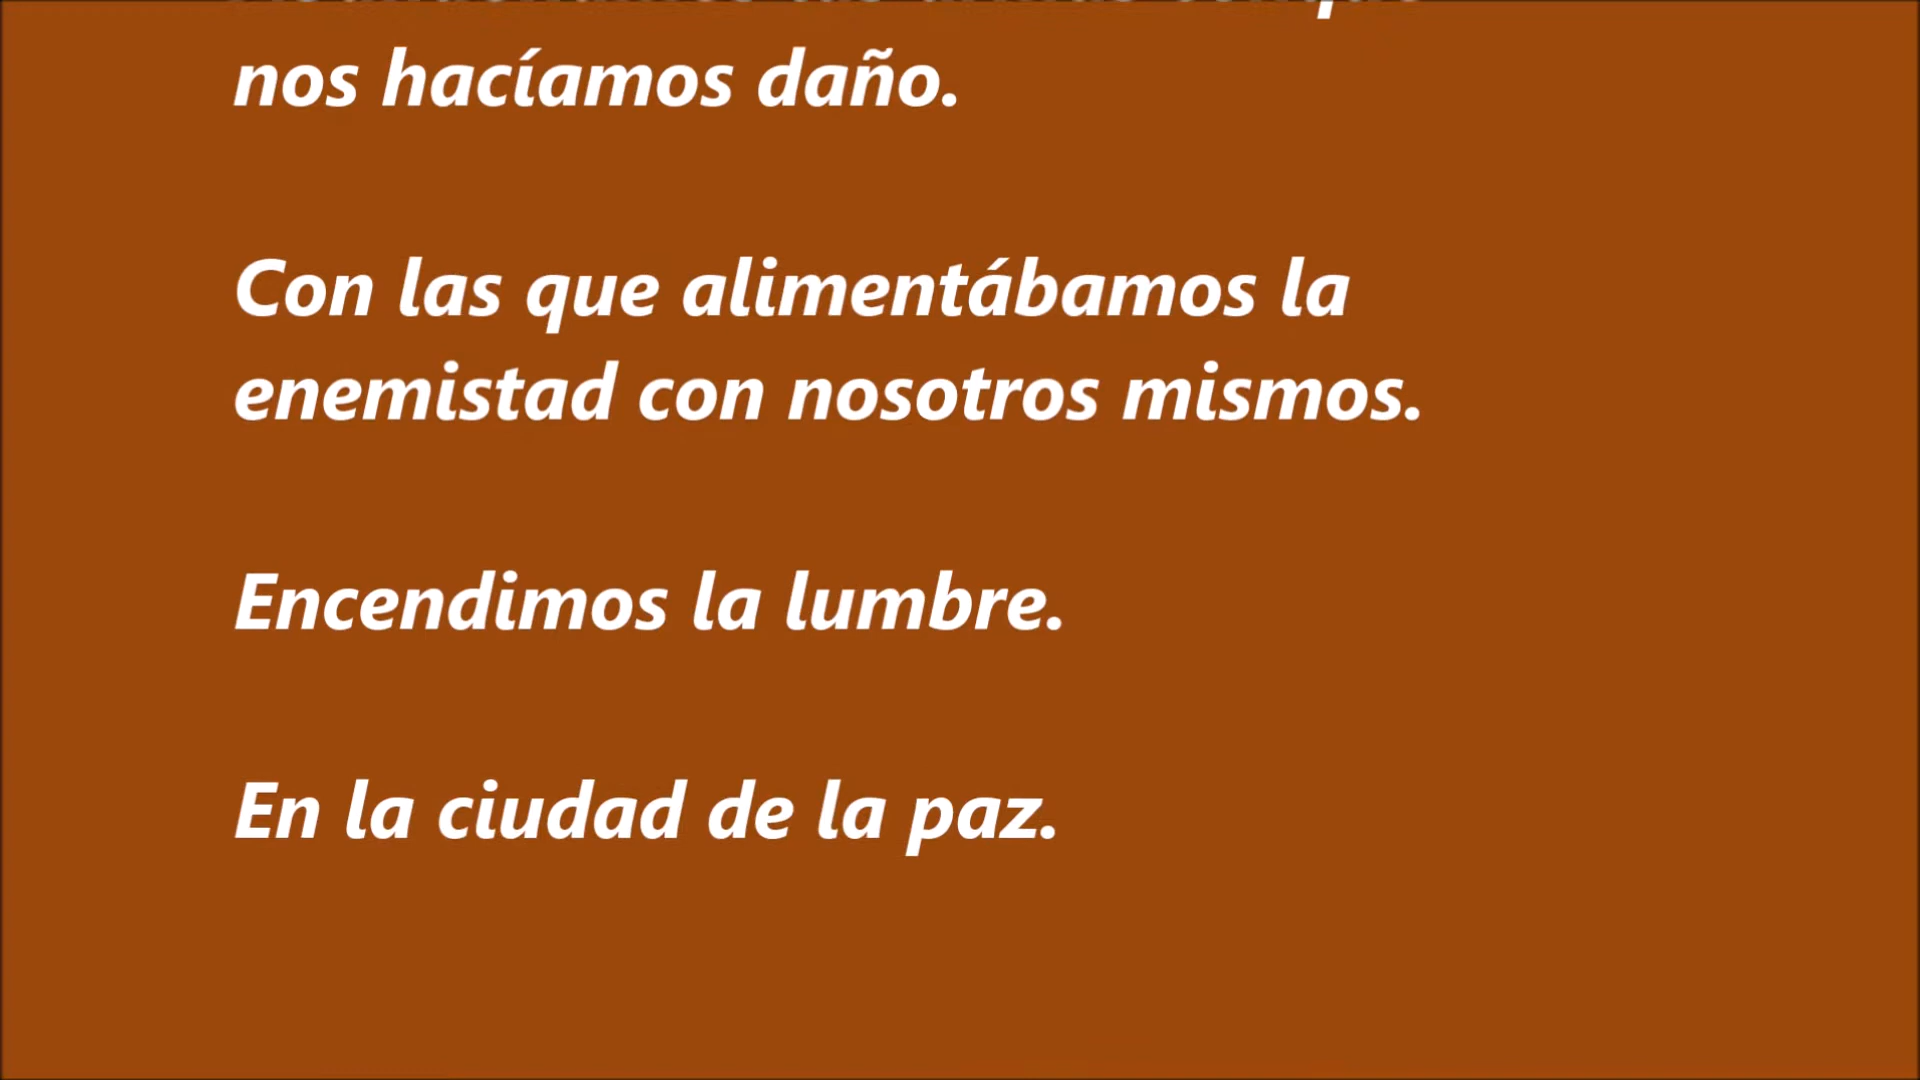 nos hacíamos daño.
Con las que alimentábamos la
enemistad con nosotros mismos.
Encendimos la lumbre.
En la ciudad de la paz.